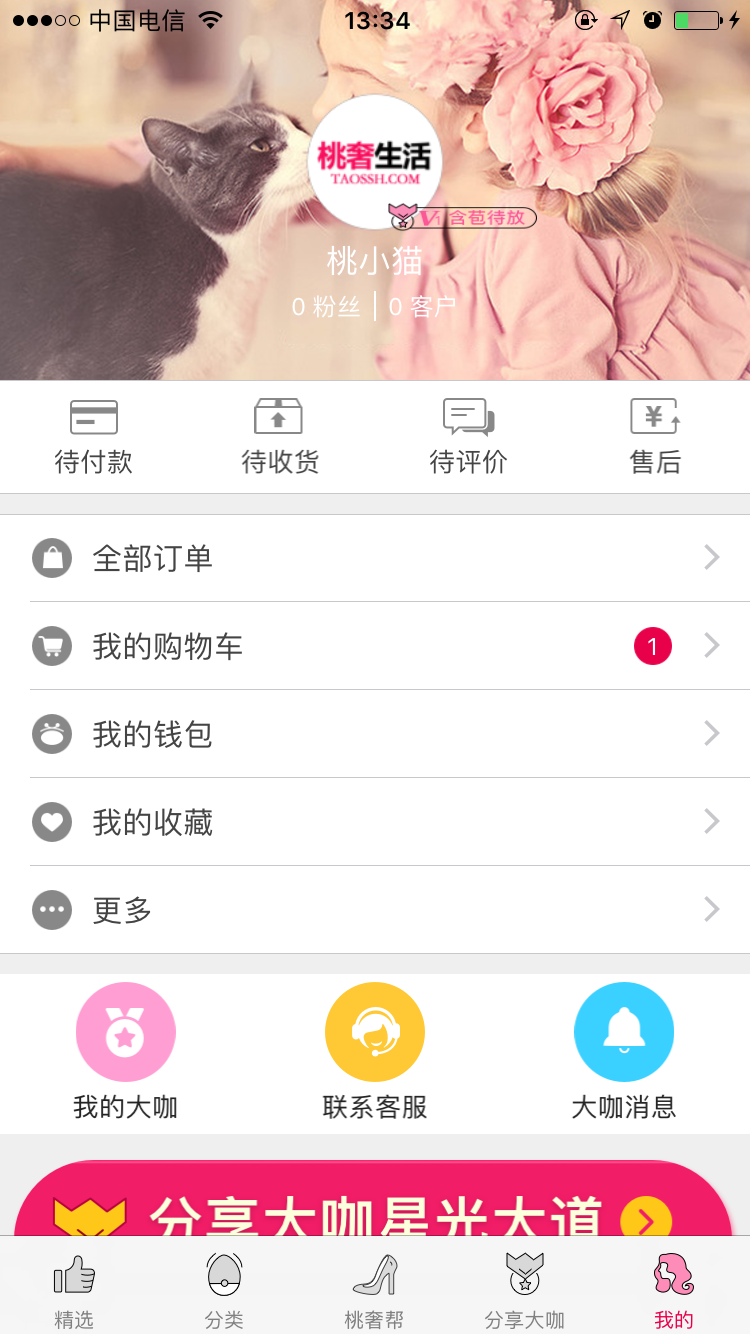 中国电信
13:34
桃奢生活
TAOSSH.COM
V1 含苞待放
桃小猫
0 粉丝 | 0 客户
待付款 待收货 待评价 售后
全部订单
我的购物车 1
我的钱包
我的收藏
更多
我的大咖 联系客服 大咖消息
分享大咖星光大道
精选 分类 桃奢帮 分享大咖 我的